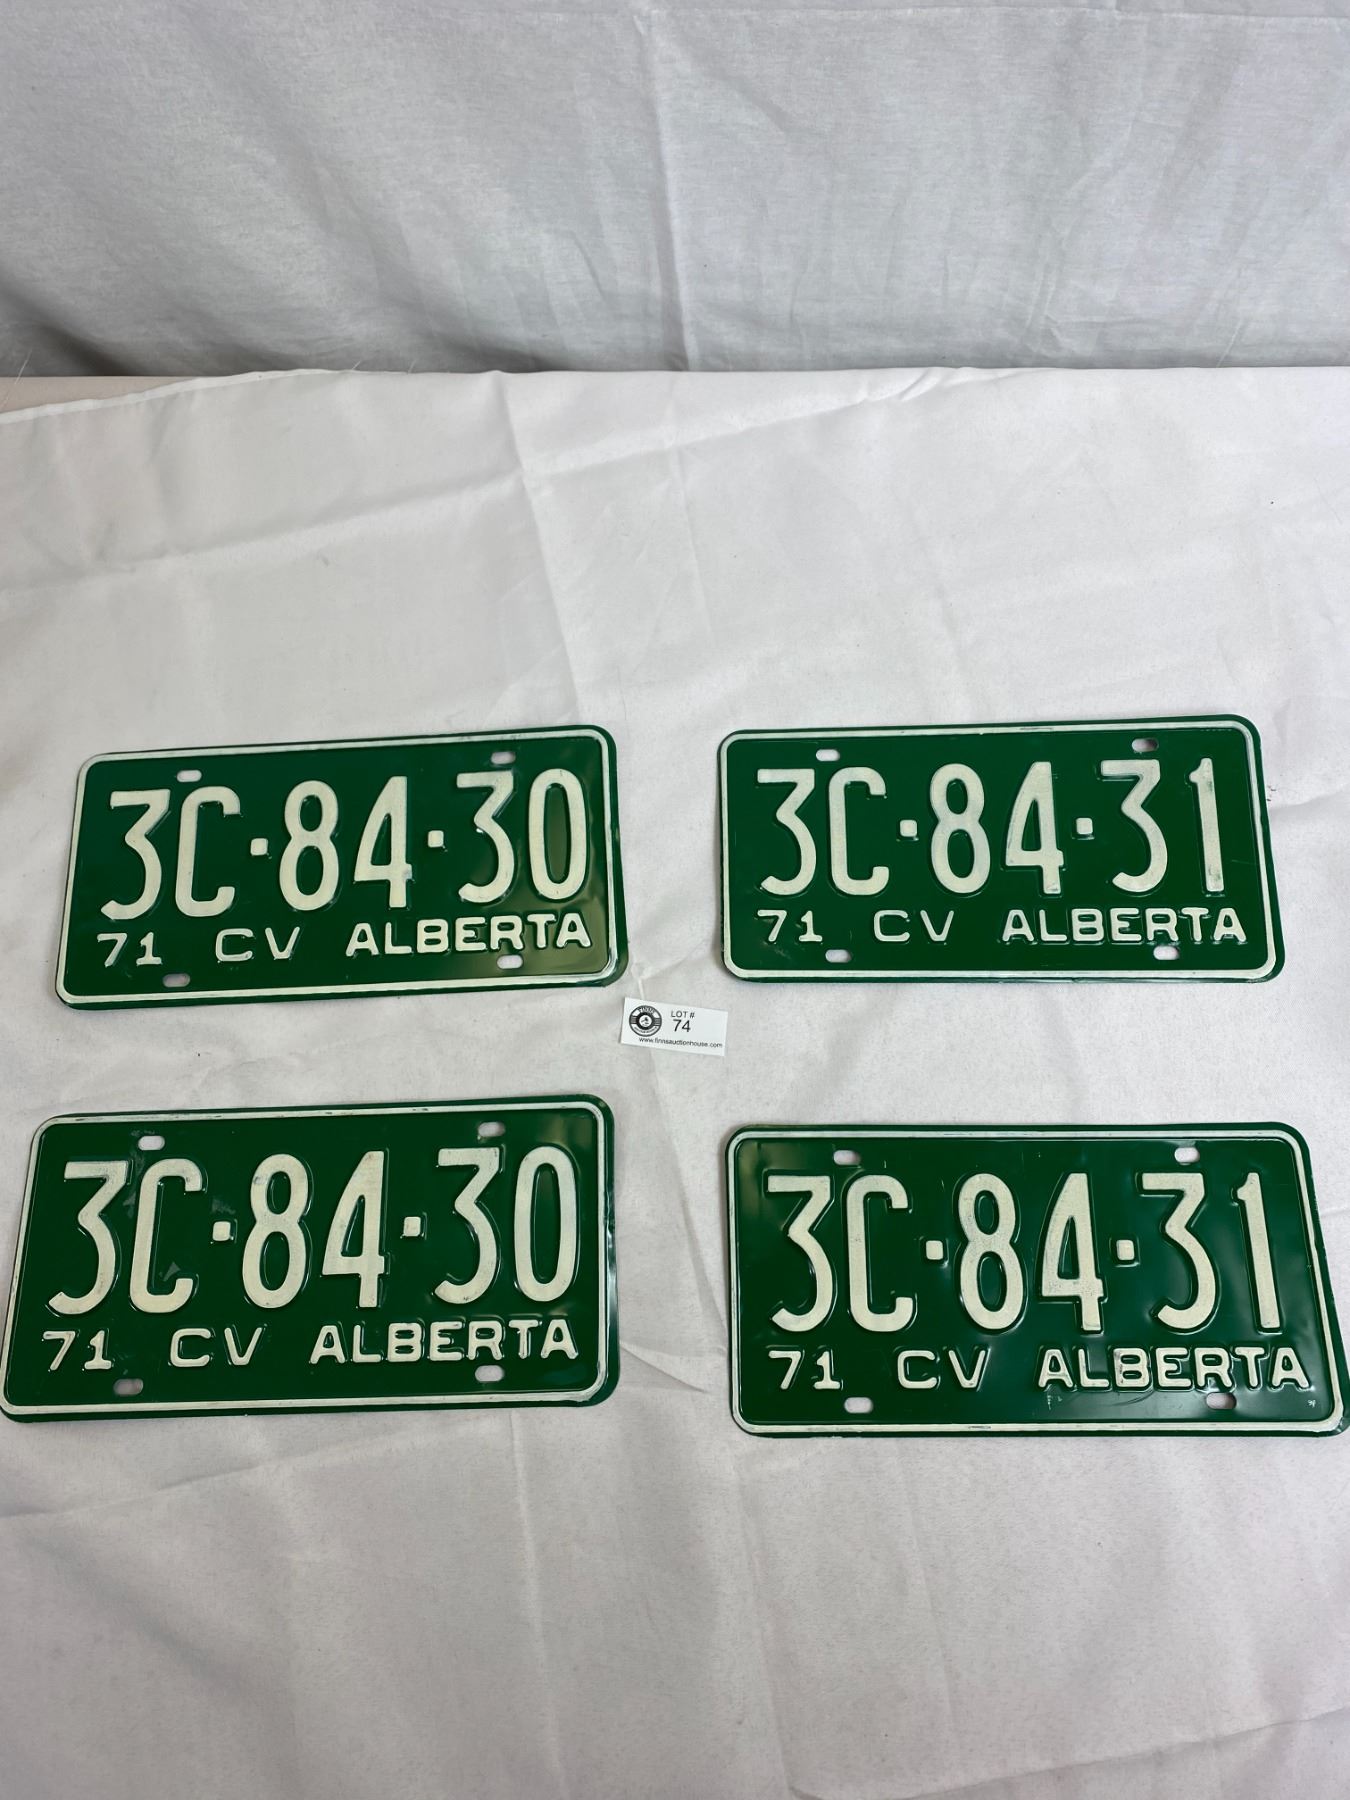 3C·84·30
71 CV ALBERTA
3C·84·31
71 CV ALBERTA
LOT #
74
www.finnsauctionhouse.com
3C·84·30
71 CV ALBERTA
3C·84·31
71 CV ALBERTA